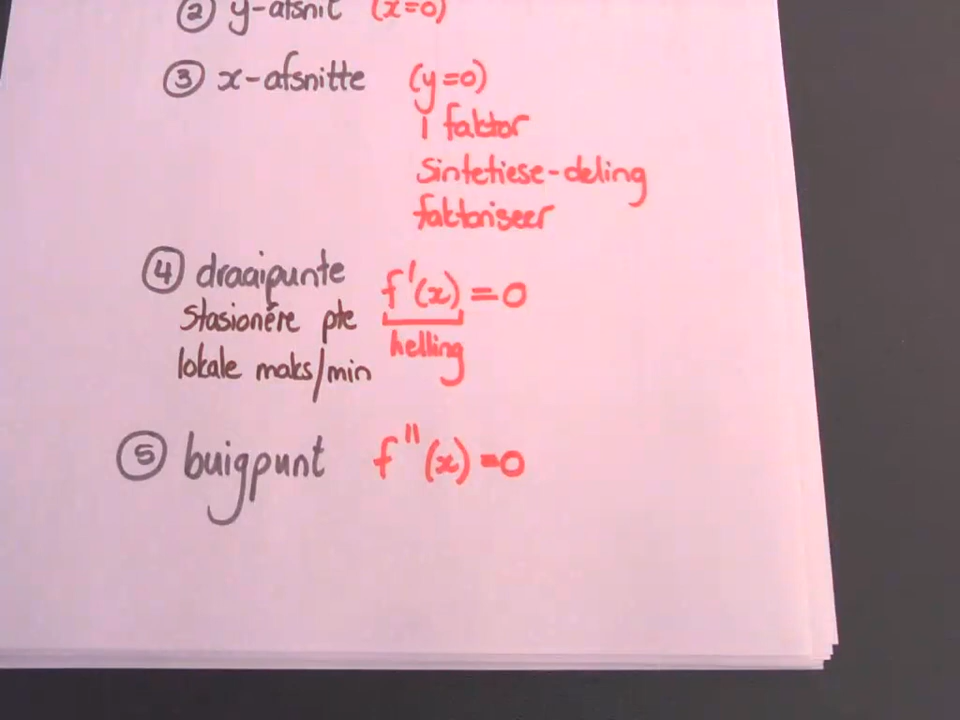 ② y-afsnit (x=0)
③ x-afsnitte (y=0)
1 faktor
Sintetiese-deling
faktoriseer
④ draaipunte f'(x) = 0
Stasionêre pte
helling
lokale maks/min
⑤ buigpunt f''(x) = 0